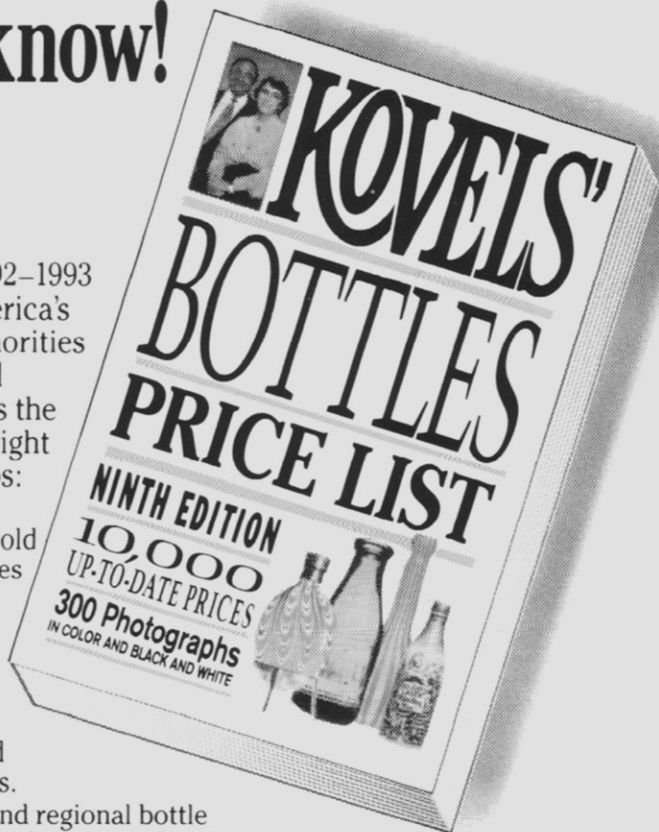 know!
92–1993
erica's
norities
d
s the
ight
s:
old
es
d
s.
nd regional bottle
KOVELS'
BOTTLES
PRICE LIST
NINTH EDITION
10,000
UP-TO-DATE PRICES
300 Photographs
IN COLOR AND BLACK AND WHITE